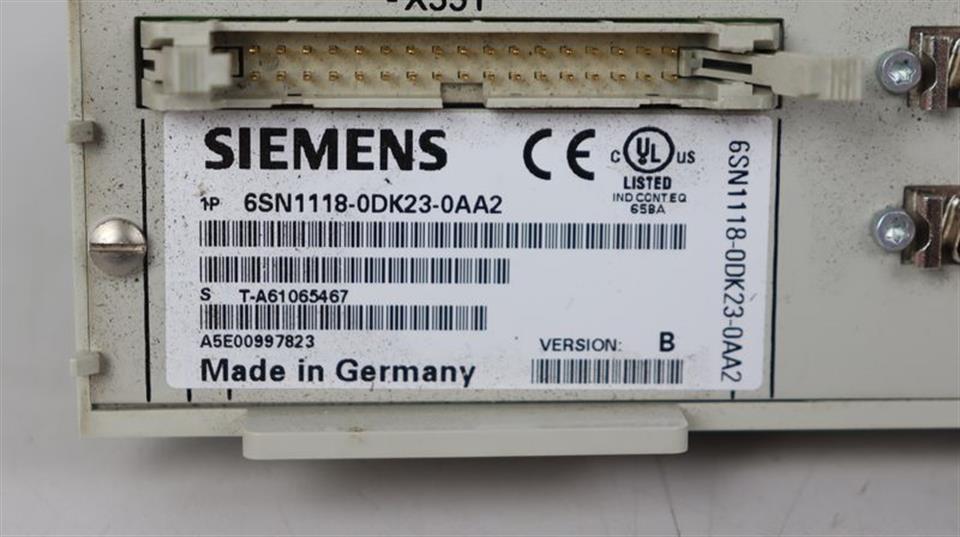 -X351
SIEMENS
CE
c UL US
LISTED
IND CONT.EQ
1P 6SN1118-0DK23-0AA2
S T-A61065467
A5E00997823
VERSION: B
Made in Germany
6SN1118-0DK23-0AA2